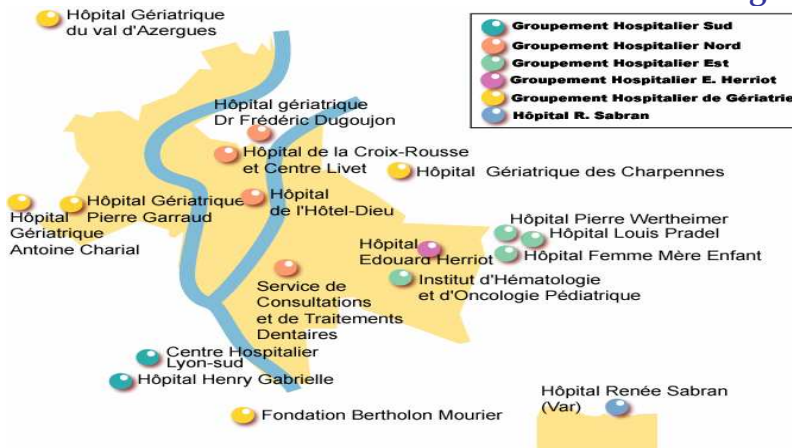 g
Hôpital Gériatrique
du val d'Azergues
Groupement Hospitalier Sud
Groupement Hospitalier Nord
Groupement Hospitalier Est
Groupement Hospitalier E. Herriot
Groupement Hospitalier de Gériatrie
Hôpital R. Sabran
Hôpital gériatrique
Dr Frédéric Dugoujon
Hôpital de la Croix-Rousse
et Centre Livet
Hôpital Gériatrique des Charpennes
Hôpital
Gériatrique
Antoine Charial
Hôpital Gériatrique
Pierre Garraud
Hôpital
de l'Hôtel-Dieu
Hôpital Pierre Wertheimer
Hôpital Louis Pradel
Hôpital Femme Mère Enfant
Hôpital
Edouard Herriot
Institut d'Hématologie
et d'Oncologie Pédiatrique
Service de
Consultations
et de Traitements
Dentaires
Centre Hospitalier
Lyon-sud
Hôpital Henry Gabrielle
Fondation Bertholon Mourier
Hôpital Renée Sabran
(Var)